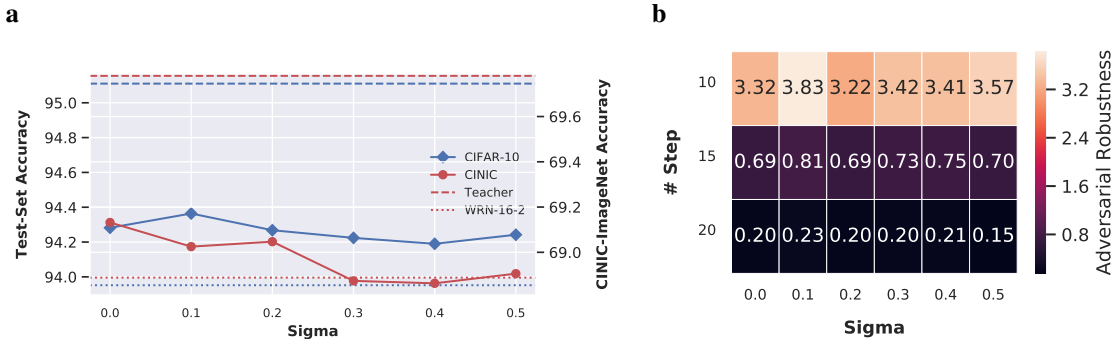 a
95.0
94.8
94.6
94.4
94.2
94.0
Test-Set Accuracy
69.6
69.4
69.2
69.0
CINIC-ImageNet Accuracy
CIFAR-10
CINIC
Teacher
WRN-16-2
0.0 0.1 0.2 0.3 0.4 0.5
Sigma
b
10 3.32 3.83 3.22 3.42 3.41 3.57
15 0.69 0.81 0.69 0.73 0.75 0.70
20 0.20 0.23 0.20 0.20 0.21 0.15
# Step
0.0 0.1 0.2 0.3 0.4 0.5
Sigma
3.2
2.4
1.6
0.8
Adversarial Robustness